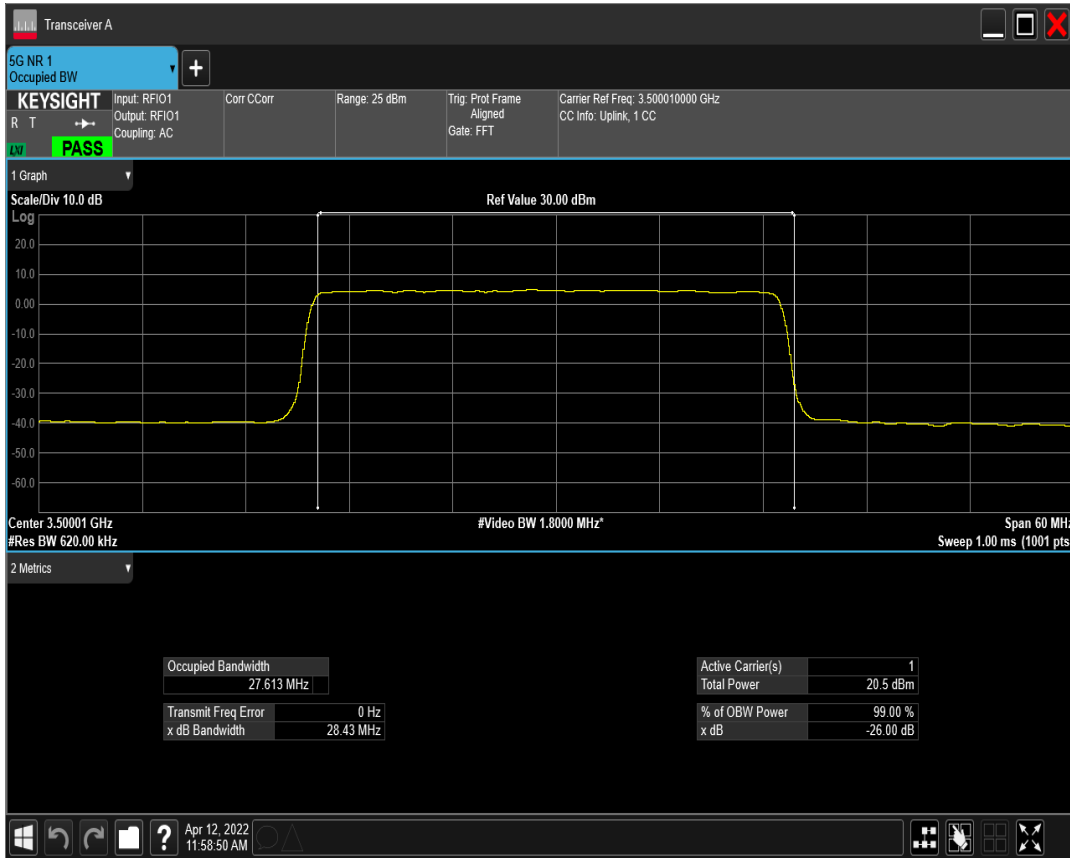 Transceiver A
5G NR 1
Occupied BW
+
KEYSIGHT
R T
LXI
PASS
Input: RFIO1
Output: RFIO1
Coupling: AC
Corr CCorr
Range: 25 dBm
Trig: Prot Frame
Aligned
Gate: FFT
Carrier Ref Freq: 3.500010000 GHz
CC Info: Uplink, 1 CC
1 Graph
Scale/Div 10.0 dB
Ref Value 30.00 dBm
Log
20.0
10.0
0.00
-10.0
-20.0
-30.0
-40.0
-50.0
-60.0
Center 3.50001 GHz
#Video BW 1.8000 MHz*
Span 60 MHz
#Res BW 620.00 kHz
Sweep 1.00 ms (1001 pts
2 Metrics
Occupied Bandwidth
27.613 MHz
Transmit Freq Error 0 Hz
x dB Bandwidth 28.43 MHz
Active Carrier(s) 1
Total Power 20.5 dBm
% of OBW Power 99.00 %
x dB -26.00 dB
?
Apr 12, 2022
11:58:50 AM